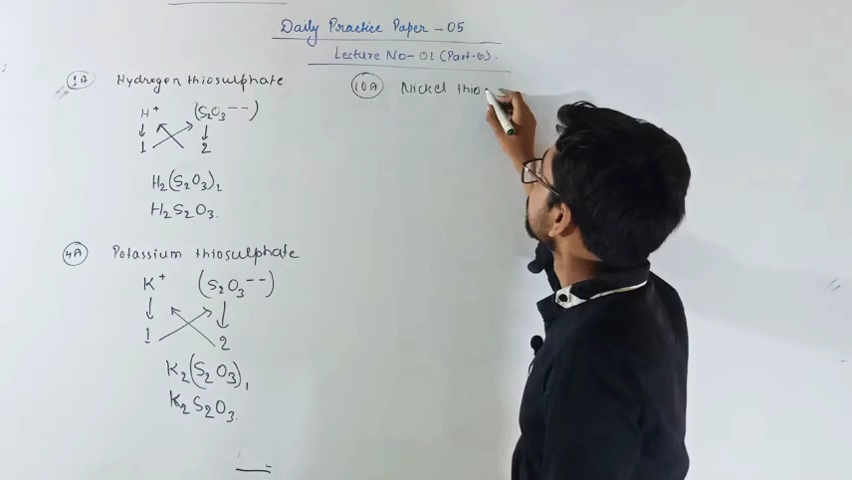 Daily Practice Paper - 05
Lecture No- 01 (Part-6).
1A Hydrogen thiosulphate
H+ (S2O3--)
1 2
H2(S2O3)1
H2S2O3.
4A Potassium thiosulphate
K+ (S2O3--)
1 2
K2(S2O3)1
K2S2O3.
10A Nickel thio